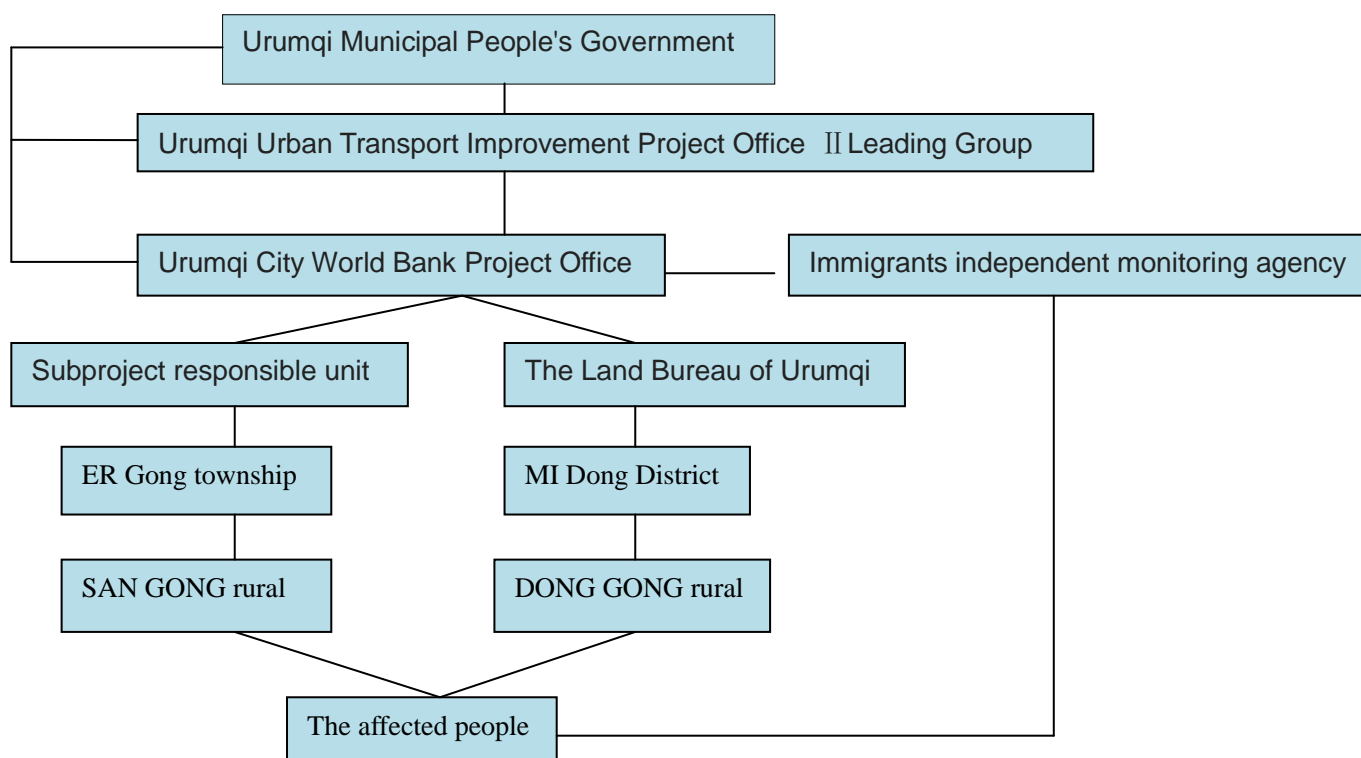 Urumqi Municipal People's Government
Urumqi Urban Transport Improvement Project Office Ⅱ Leading Group
Urumqi City World Bank Project Office
Immigrants independent monitoring agency
Subproject responsible unit
The Land Bureau of Urumqi
ER Gong township
MI Dong District
SAN GONG rural
DONG GONG rural
The affected people